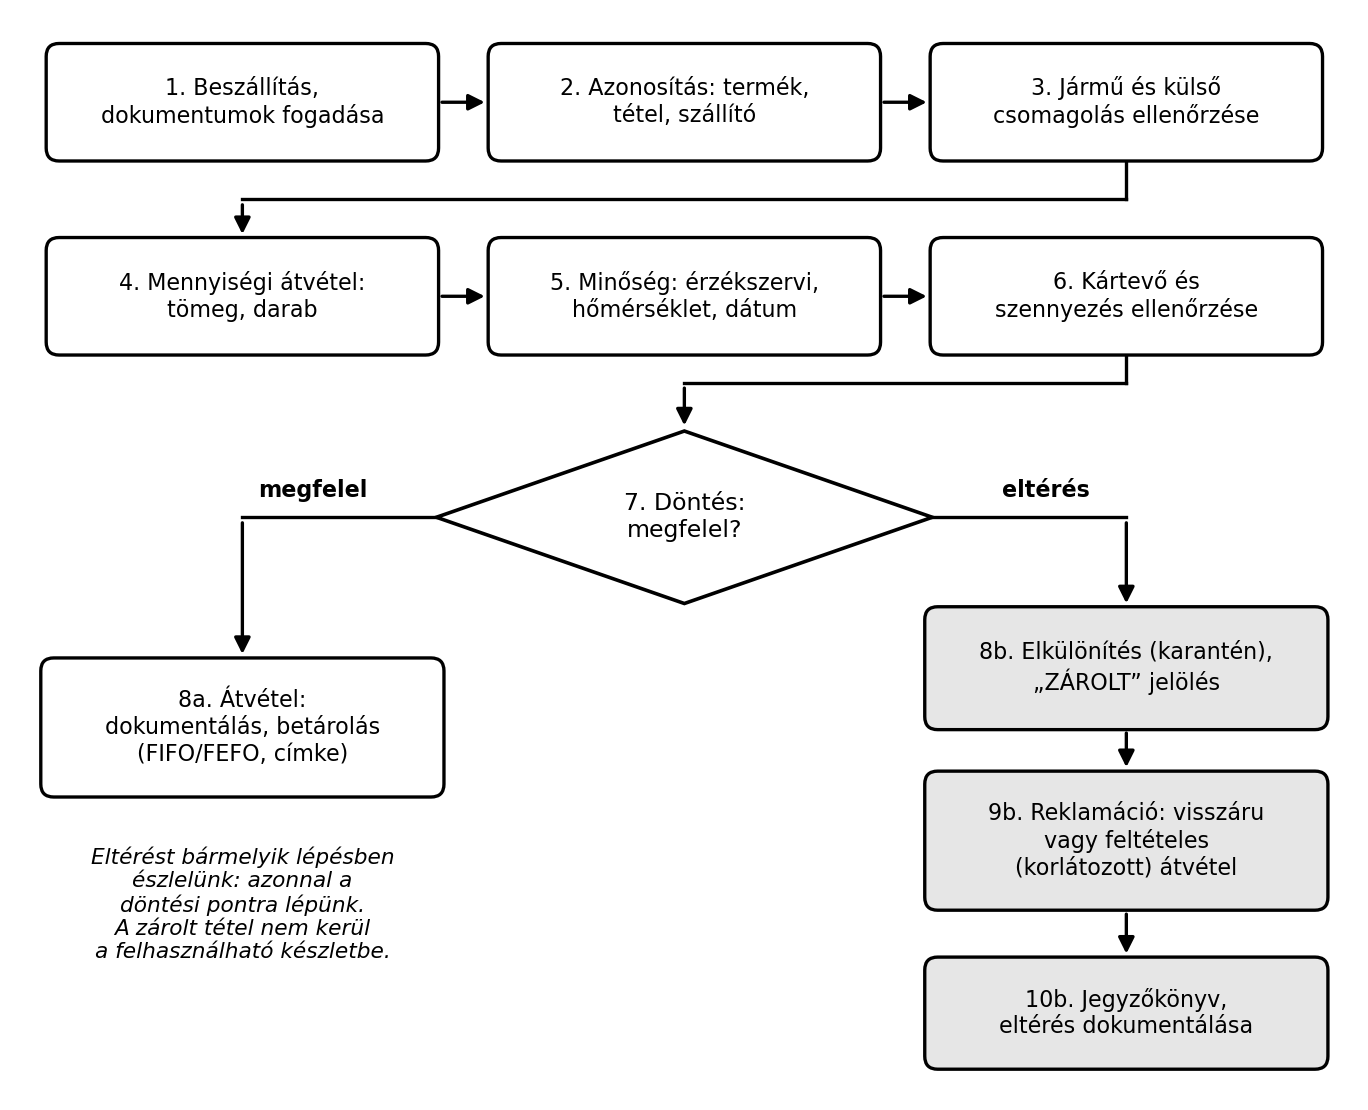 1. Beszállítás,
dokumentumok fogadása
2. Azonosítás: termék,
tétel, szállító
3. Jármű és külső
csomagolás ellenőrzése
4. Mennyiségi átvétel:
tömeg, darab
5. Minőség: érzékszervi,
hőmérséklet, dátum
6. Kártevő és
szennyezés ellenőrzése
7. Döntés:
megfelel?
megfelel
eltérés
8a. Átvétel:
dokumentálás, betárolás
(FIFO/FEFO, címke)
Eltérést bármelyik lépésben
észlelünk: azonnal a
döntési pontra lépünk.
A zárolt tétel nem kerül
a felhasználható készletbe.
8b. Elkülönítés (karantén),
„ZÁROLT” jelölés
9b. Reklamáció: visszáru
vagy feltételes
(korlátozott) átvétel
10b. Jegyzőkönyv,
eltérés dokumentálása